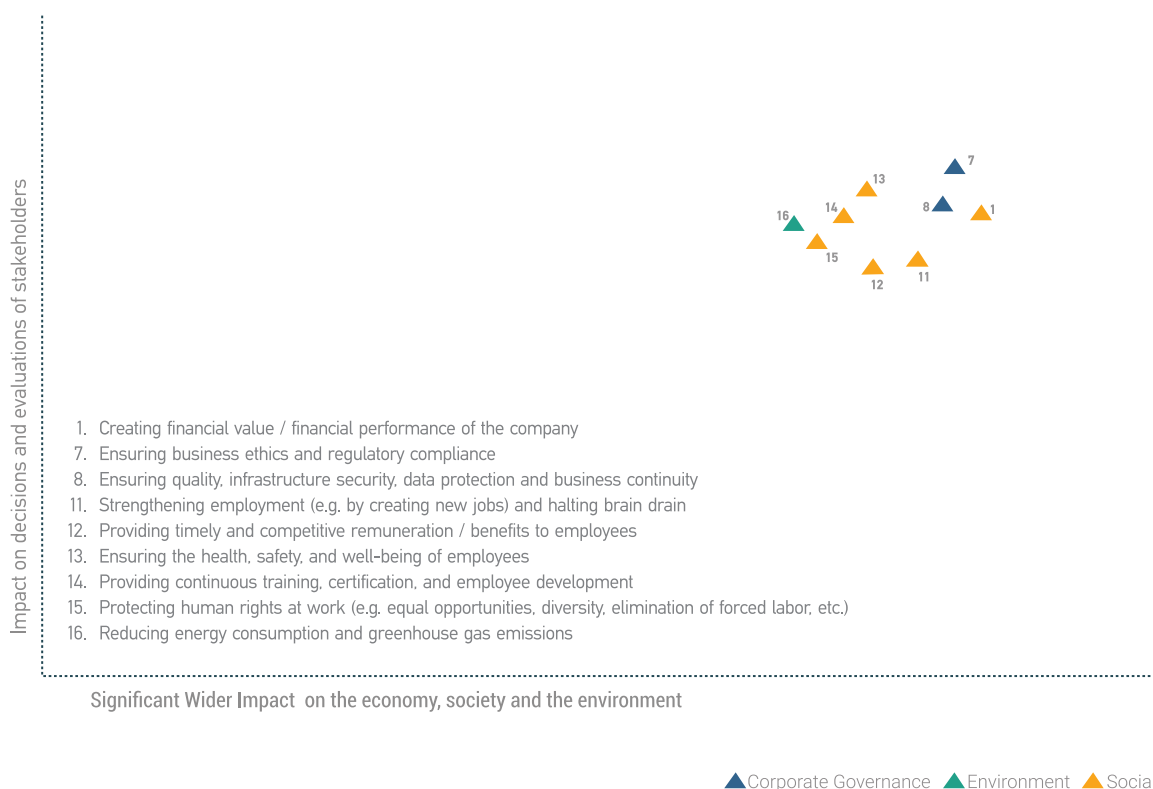 7
13
8
1
14
16
15
11
12
Impact on decisions and evaluations of stakeholders
1. Creating financial value / financial performance of the company
7. Ensuring business ethics and regulatory compliance
8. Ensuring quality, infrastructure security, data protection and business continuity
11. Strengthening employment (e.g. by creating new jobs) and halting brain drain
12. Providing timely and competitive remuneration / benefits to employees
13. Ensuring the health, safety, and well-being of employees
14. Providing continuous training, certification, and employee development
15. Protecting human rights at work (e.g. equal opportunities, diversity, elimination of forced labor, etc.)
16. Reducing energy consumption and greenhouse gas emissions
Significant Wider Impact on the economy, society and the environment
Corporate Governance Environment Socia